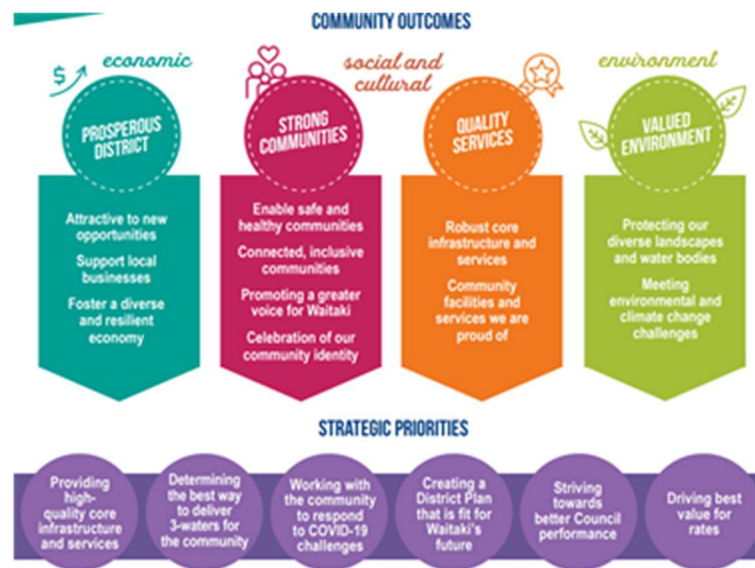 COMMUNITY OUTCOMES
economic
social and
cultural
environment
$
PROSPEROUS
DISTRICT
Attractive to new
opportunities
Support local
businesses
Foster a diverse
and resilient
economy
STRONG
COMMUNITIES
Enable safe and
healthy communities
Connected, inclusive
communities
Promoting a greater
voice for Waitaki
Celebration of our
community identity
QUALITY
SERVICES
Robust core
infrastructure and
services
Community
facilities and
services we are
proud of
VALUED
ENVIRONMENT
Protecting our
diverse landscapes
and water bodies
Meeting
environmental and
climate change
challenges
STRATEGIC PRIORITIES
Providing
high-
quality core
infrastructure
and services
Determining
the best way
to deliver
3-waters for
the community
Working with
the community
to respond
to COVID-19
challenges
Creating a
District Plan
that is fit for
Waitaki's
future
Striving
towards
better Council
performance
Driving best
value for
rates